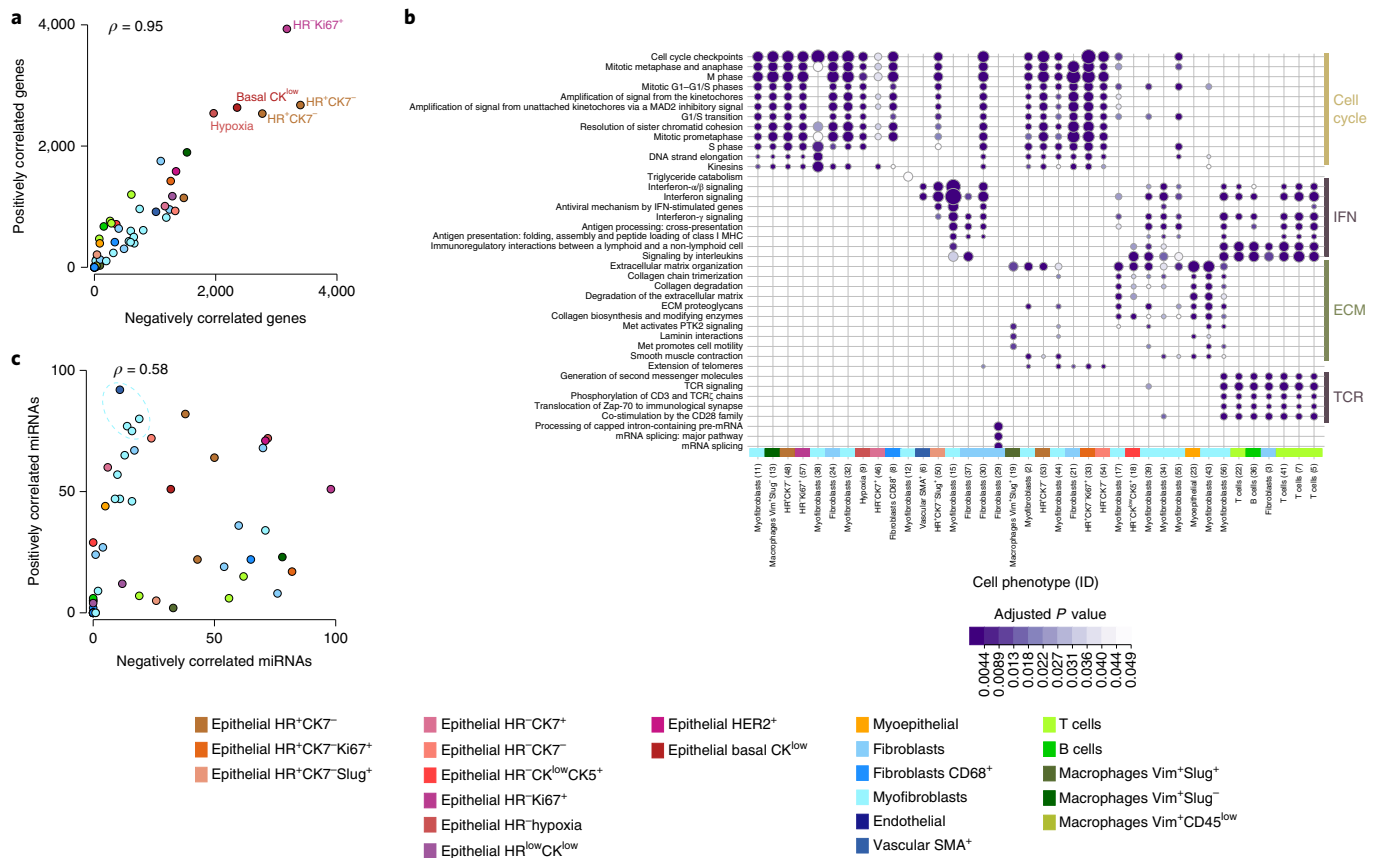 a
4,000
2,000
0
ρ = 0.95
HR⁻Ki67⁺
Basal CKˡᵒʷ
HR⁺CK7⁻
HR⁺CK7⁻
Hypoxia
Positively correlated genes
0
2,000
4,000
Negatively correlated genes
b
Cell cycle checkpoints
Mitotic metaphase and anaphase
M phase
Mitotic G1–G1/S phases
Amplification of signal from the kinetochores
Amplification of signal from unattached kinetochores via a MAD2 inhibitory signal
G1/S transition
Resolution of sister chromatid cohesion
Mitotic prometaphase
S phase
DNA strand elongation
Kinesins
Triglyceride catabolism
Interferon-α/β signaling
Interferon signaling
Antiviral mechanism by IFN-stimulated genes
Interferon-γ signaling
Antigen processing: cross-presentation
Antigen presentation: folding, assembly and peptide loading of class I MHC
Immunoregulatory interactions between a lymphoid and a non-lymphoid cell
Signaling by interleukins
Extracellular matrix organization
Collagen chain trimerization
Collagen degradation
Degradation of the extracellular matrix
ECM proteoglycans
Collagen biosynthesis and modifying enzymes
Met activates PTK2 signaling
Laminin interactions
Met promotes cell motility
Smooth muscle contraction
Extension of telomeres
Generation of second messenger molecules
TCR signaling
Phosphorylation of CD3 and TCRζ chains
Translocation of Zap-70 to immunological synapse
Co-stimulation by the CD28 family
Processing of capped intron-containing pre-mRNA
mRNA splicing: major pathway
mRNA splicing
Cell
cycle
IFN
ECM
TCR
Myofibroblasts (11)
Macrophages Vim⁺Slug⁻ (13)
HR⁺CK7⁻ (48)
HR⁻Ki67⁺ (57)
Myofibroblasts (38)
Fibroblasts (24)
Myofibroblasts (32)
Hypoxia (9)
HR⁻CK7⁺ (46)
Fibroblasts CD68⁺ (8)
Myofibroblasts (12)
Vascular SMA⁺ (6)
HR⁺CK7⁻Slug⁺ (50)
Myofibroblasts (15)
Fibroblasts (37)
Fibroblasts (30)
Fibroblasts (29)
Macrophages Vim⁺Slug⁺ (19)
Myofibroblasts (2)
HR⁺CK7⁻ (53)
Myofibroblasts (44)
Fibroblasts (21)
HR⁺CK7⁻Ki67⁺ (33)
HR⁻CK7⁻ (54)
Myofibroblasts (17)
HR⁻CKˡᵒʷCK5⁺ (18)
Myofibroblasts (39)
Myofibroblasts (34)
Myofibroblasts (55)
Myoepithelial (23)
Myofibroblasts (43)
Myofibroblasts (56)
T cells (22)
B cells (36)
Fibroblasts (3)
T cells (41)
T cells (7)
T cells (5)
Cell phenotype (ID)
Adjusted P value
0.0044
0.0089
0.013
0.018
0.022
0.027
0.031
0.036
0.040
0.044
0.049
c
100
50
0
ρ = 0.58
Positively correlated miRNAs
0
50
100
Negatively correlated miRNAs
Epithelial HR⁺CK7⁻
Epithelial HR⁺CK7⁻Ki67⁺
Epithelial HR⁺CK7⁻Slug⁺
Epithelial HR⁻CK7⁺
Epithelial HR⁻CK7⁻
Epithelial HR⁻CKˡᵒʷCK5⁺
Epithelial HR⁻Ki67⁺
Epithelial HR⁻hypoxia
Epithelial HRˡᵒʷCKˡᵒʷ
Epithelial HER2⁺
Epithelial basal CKˡᵒʷ
Myoepithelial
Fibroblasts
Fibroblasts CD68⁺
Myofibroblasts
Endothelial
Vascular SMA⁺
T cells
B cells
Macrophages Vim⁺Slug⁺
Macrophages Vim⁺Slug⁻
Macrophages Vim⁺CD45ˡᵒʷ